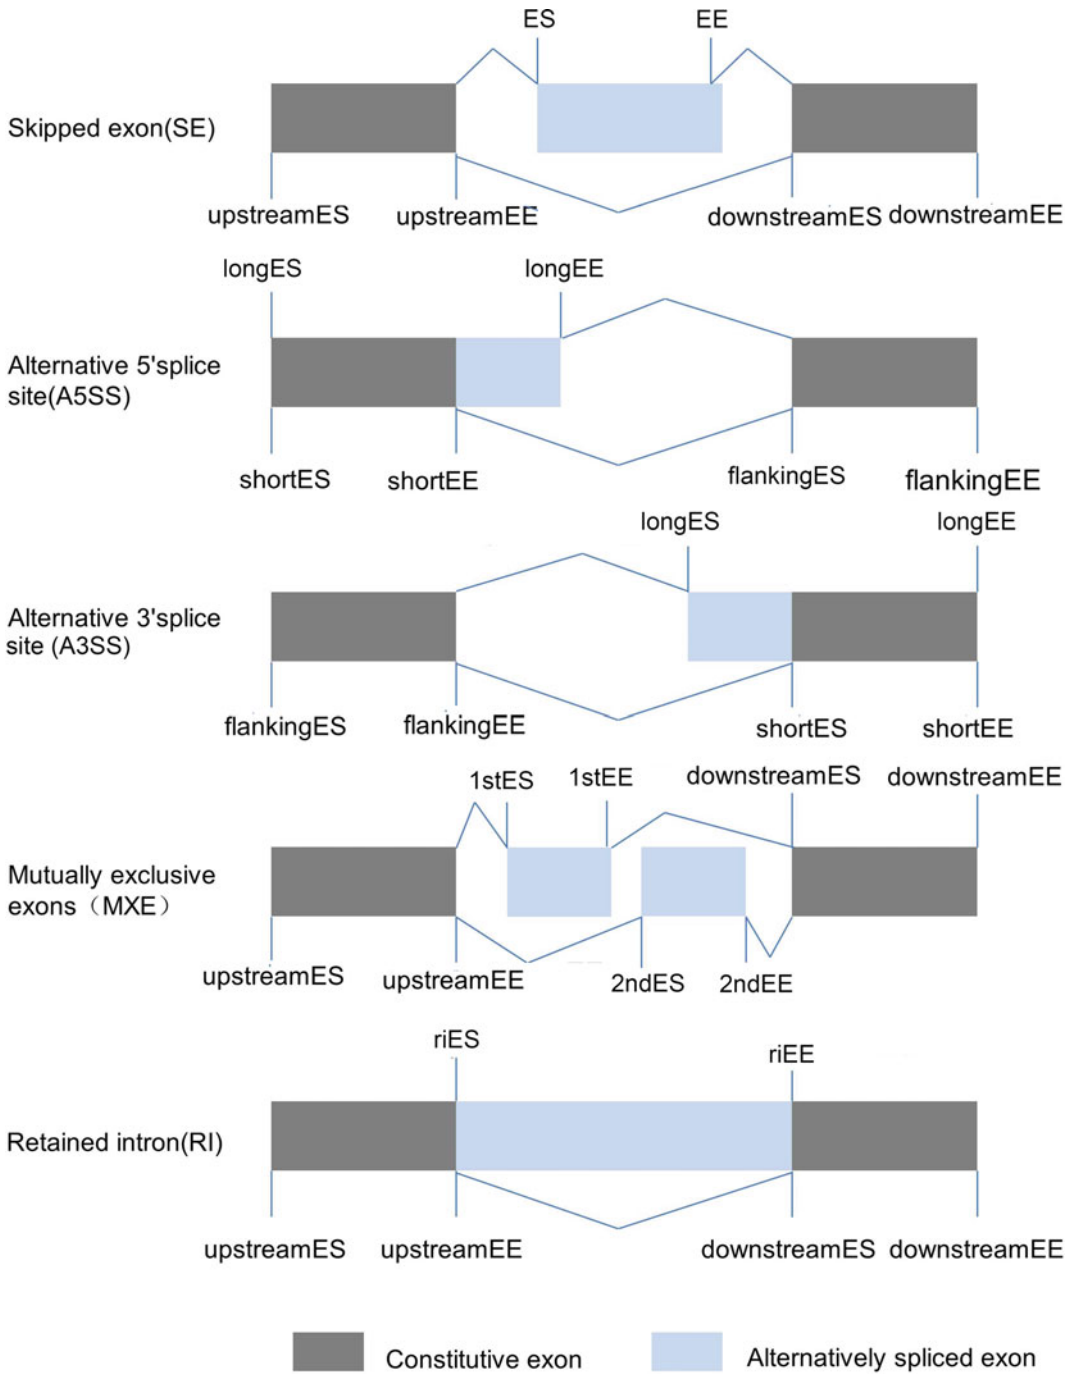 ES EE
Skipped exon(SE)
upstreamES upstreamEE downstreamES downstreamEE
longES longEE
Alternative 5'splice
site(A5SS)
shortES shortEE flankingES flankingEE
longES longEE
Alternative 3'splice
site (A3SS)
flankingES flankingEE shortES shortEE
1stES 1stEE downstreamES downstreamEE
Mutually exclusive
exons（MXE）
upstreamES upstreamEE 2ndES 2ndEE
riES riEE
Retained intron(RI)
upstreamES upstreamEE downstreamES downstreamEE
Constitutive exon Alternatively spliced exon